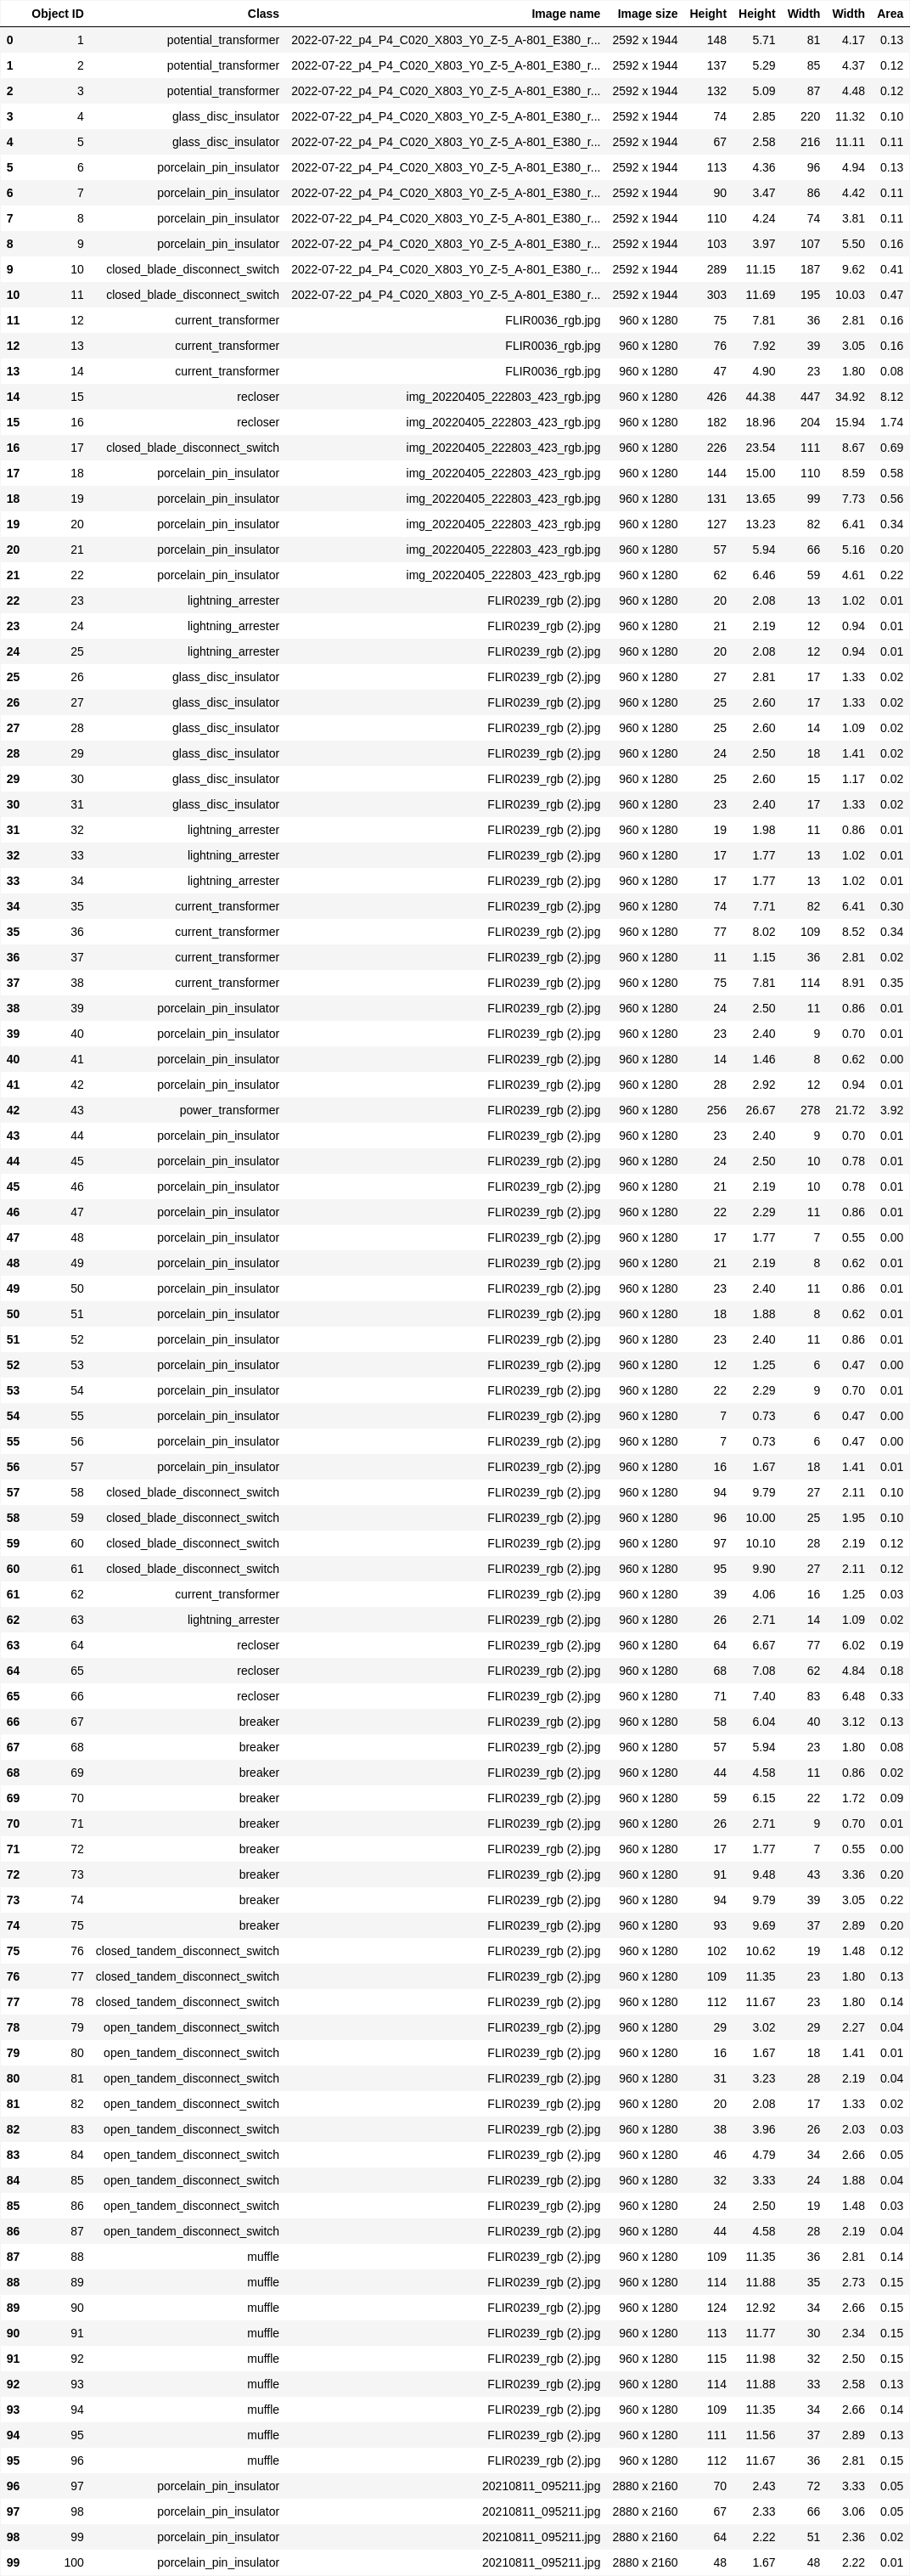 Object ID Class Image name Image size Height Height Width Width Area
0 1 potential_transformer 2022-07-22_p4_P4_C020_X803_Y0_Z-5_A-801_E380_r... 2592 x 1944 148 5.71 81 4.17 0.13
1 2 potential_transformer 2022-07-22_p4_P4_C020_X803_Y0_Z-5_A-801_E380_r... 2592 x 1944 137 5.29 85 4.37 0.12
2 3 potential_transformer 2022-07-22_p4_P4_C020_X803_Y0_Z-5_A-801_E380_r... 2592 x 1944 132 5.09 87 4.48 0.12
3 4 glass_disc_insulator 2022-07-22_p4_P4_C020_X803_Y0_Z-5_A-801_E380_r... 2592 x 1944 74 2.85 220 11.32 0.10
4 5 glass_disc_insulator 2022-07-22_p4_P4_C020_X803_Y0_Z-5_A-801_E380_r... 2592 x 1944 67 2.58 216 11.11 0.11
5 6 porcelain_pin_insulator 2022-07-22_p4_P4_C020_X803_Y0_Z-5_A-801_E380_r... 2592 x 1944 113 4.36 96 4.94 0.13
6 7 porcelain_pin_insulator 2022-07-22_p4_P4_C020_X803_Y0_Z-5_A-801_E380_r... 2592 x 1944 90 3.47 86 4.42 0.11
7 8 porcelain_pin_insulator 2022-07-22_p4_P4_C020_X803_Y0_Z-5_A-801_E380_r... 2592 x 1944 110 4.24 74 3.81 0.11
8 9 porcelain_pin_insulator 2022-07-22_p4_P4_C020_X803_Y0_Z-5_A-801_E380_r... 2592 x 1944 103 3.97 107 5.50 0.16
9 10 closed_blade_disconnect_switch 2022-07-22_p4_P4_C020_X803_Y0_Z-5_A-801_E380_r... 2592 x 1944 289 11.15 187 9.62 0.41
10 11 closed_blade_disconnect_switch 2022-07-22_p4_P4_C020_X803_Y0_Z-5_A-801_E380_r... 2592 x 1944 303 11.69 195 10.03 0.47
11 12 current_transformer FLIR0036_rgb.jpg 960 x 1280 75 7.81 36 2.81 0.16
12 13 current_transformer FLIR0036_rgb.jpg 960 x 1280 76 7.92 39 3.05 0.16
13 14 current_transformer FLIR0036_rgb.jpg 960 x 1280 47 4.90 23 1.80 0.08
14 15 recloser img_20220405_222803_423_rgb.jpg 960 x 1280 426 44.38 447 34.92 8.12
15 16 recloser img_20220405_222803_423_rgb.jpg 960 x 1280 182 18.96 204 15.94 1.74
16 17 closed_blade_disconnect_switch img_20220405_222803_423_rgb.jpg 960 x 1280 226 23.54 111 8.67 0.69
17 18 porcelain_pin_insulator img_20220405_222803_423_rgb.jpg 960 x 1280 144 15.00 110 8.59 0.58
18 19 porcelain_pin_insulator img_20220405_222803_423_rgb.jpg 960 x 1280 131 13.65 99 7.73 0.56
19 20 porcelain_pin_insulator img_20220405_222803_423_rgb.jpg 960 x 1280 127 13.23 82 6.41 0.34
20 21 porcelain_pin_insulator img_20220405_222803_423_rgb.jpg 960 x 1280 57 5.94 66 5.16 0.20
21 22 porcelain_pin_insulator img_20220405_222803_423_rgb.jpg 960 x 1280 62 6.46 59 4.61 0.22
22 23 lightning_arrester FLIR0239_rgb (2).jpg 960 x 1280 20 2.08 13 1.02 0.01
23 24 lightning_arrester FLIR0239_rgb (2).jpg 960 x 1280 21 2.19 12 0.94 0.01
24 25 lightning_arrester FLIR0239_rgb (2).jpg 960 x 1280 20 2.08 12 0.94 0.01
25 26 glass_disc_insulator FLIR0239_rgb (2).jpg 960 x 1280 27 2.81 17 1.33 0.02
26 27 glass_disc_insulator FLIR0239_rgb (2).jpg 960 x 1280 25 2.60 17 1.33 0.02
27 28 glass_disc_insulator FLIR0239_rgb (2).jpg 960 x 1280 25 2.60 14 1.09 0.02
28 29 glass_disc_insulator FLIR0239_rgb (2).jpg 960 x 1280 24 2.50 18 1.41 0.02
29 30 glass_disc_insulator FLIR0239_rgb (2).jpg 960 x 1280 25 2.60 15 1.17 0.02
30 31 glass_disc_insulator FLIR0239_rgb (2).jpg 960 x 1280 23 2.40 17 1.33 0.02
31 32 lightning_arrester FLIR0239_rgb (2).jpg 960 x 1280 19 1.98 11 0.86 0.01
32 33 lightning_arrester FLIR0239_rgb (2).jpg 960 x 1280 17 1.77 13 1.02 0.01
33 34 lightning_arrester FLIR0239_rgb (2).jpg 960 x 1280 17 1.77 13 1.02 0.01
34 35 current_transformer FLIR0239_rgb (2).jpg 960 x 1280 74 7.71 82 6.41 0.30
35 36 current_transformer FLIR0239_rgb (2).jpg 960 x 1280 77 8.02 109 8.52 0.34
36 37 current_transformer FLIR0239_rgb (2).jpg 960 x 1280 11 1.15 36 2.81 0.02
37 38 current_transformer FLIR0239_rgb (2).jpg 960 x 1280 75 7.81 114 8.91 0.35
38 39 porcelain_pin_insulator FLIR0239_rgb (2).jpg 960 x 1280 24 2.50 11 0.86 0.01
39 40 porcelain_pin_insulator FLIR0239_rgb (2).jpg 960 x 1280 23 2.40 9 0.70 0.01
40 41 porcelain_pin_insulator FLIR0239_rgb (2).jpg 960 x 1280 14 1.46 8 0.62 0.00
41 42 porcelain_pin_insulator FLIR0239_rgb (2).jpg 960 x 1280 28 2.92 12 0.94 0.01
42 43 power_transformer FLIR0239_rgb (2).jpg 960 x 1280 256 26.67 278 21.72 3.92
43 44 porcelain_pin_insulator FLIR0239_rgb (2).jpg 960 x 1280 23 2.40 9 0.70 0.01
44 45 porcelain_pin_insulator FLIR0239_rgb (2).jpg 960 x 1280 24 2.50 10 0.78 0.01
45 46 porcelain_pin_insulator FLIR0239_rgb (2).jpg 960 x 1280 21 2.19 10 0.78 0.01
46 47 porcelain_pin_insulator FLIR0239_rgb (2).jpg 960 x 1280 22 2.29 11 0.86 0.01
47 48 porcelain_pin_insulator FLIR0239_rgb (2).jpg 960 x 1280 17 1.77 7 0.55 0.00
48 49 porcelain_pin_insulator FLIR0239_rgb (2).jpg 960 x 1280 21 2.19 8 0.62 0.01
49 50 porcelain_pin_insulator FLIR0239_rgb (2).jpg 960 x 1280 23 2.40 11 0.86 0.01
50 51 porcelain_pin_insulator FLIR0239_rgb (2).jpg 960 x 1280 18 1.88 8 0.62 0.01
51 52 porcelain_pin_insulator FLIR0239_rgb (2).jpg 960 x 1280 23 2.40 11 0.86 0.01
52 53 porcelain_pin_insulator FLIR0239_rgb (2).jpg 960 x 1280 12 1.25 6 0.47 0.00
53 54 porcelain_pin_insulator FLIR0239_rgb (2).jpg 960 x 1280 22 2.29 9 0.70 0.01
54 55 porcelain_pin_insulator FLIR0239_rgb (2).jpg 960 x 1280 7 0.73 6 0.47 0.00
55 56 porcelain_pin_insulator FLIR0239_rgb (2).jpg 960 x 1280 7 0.73 6 0.47 0.00
56 57 porcelain_pin_insulator FLIR0239_rgb (2).jpg 960 x 1280 16 1.67 18 1.41 0.01
57 58 closed_blade_disconnect_switch FLIR0239_rgb (2).jpg 960 x 1280 94 9.79 27 2.11 0.10
58 59 closed_blade_disconnect_switch FLIR0239_rgb (2).jpg 960 x 1280 96 10.00 25 1.95 0.10
59 60 closed_blade_disconnect_switch FLIR0239_rgb (2).jpg 960 x 1280 97 10.10 28 2.19 0.12
60 61 closed_blade_disconnect_switch FLIR0239_rgb (2).jpg 960 x 1280 95 9.90 27 2.11 0.12
61 62 current_transformer FLIR0239_rgb (2).jpg 960 x 1280 39 4.06 16 1.25 0.03
62 63 lightning_arrester FLIR0239_rgb (2).jpg 960 x 1280 26 2.71 14 1.09 0.02
63 64 recloser FLIR0239_rgb (2).jpg 960 x 1280 64 6.67 77 6.02 0.19
64 65 recloser FLIR0239_rgb (2).jpg 960 x 1280 68 7.08 62 4.84 0.18
65 66 recloser FLIR0239_rgb (2).jpg 960 x 1280 71 7.40 83 6.48 0.33
66 67 breaker FLIR0239_rgb (2).jpg 960 x 1280 58 6.04 40 3.12 0.13
67 68 breaker FLIR0239_rgb (2).jpg 960 x 1280 57 5.94 23 1.80 0.08
68 69 breaker FLIR0239_rgb (2).jpg 960 x 1280 44 4.58 11 0.86 0.02
69 70 breaker FLIR0239_rgb (2).jpg 960 x 1280 59 6.15 22 1.72 0.09
70 71 breaker FLIR0239_rgb (2).jpg 960 x 1280 26 2.71 9 0.70 0.01
71 72 breaker FLIR0239_rgb (2).jpg 960 x 1280 17 1.77 7 0.55 0.00
72 73 breaker FLIR0239_rgb (2).jpg 960 x 1280 91 9.48 43 3.36 0.20
73 74 breaker FLIR0239_rgb (2).jpg 960 x 1280 94 9.79 39 3.05 0.22
74 75 breaker FLIR0239_rgb (2).jpg 960 x 1280 93 9.69 37 2.89 0.20
75 76 closed_tandem_disconnect_switch FLIR0239_rgb (2).jpg 960 x 1280 102 10.62 19 1.48 0.12
76 77 closed_tandem_disconnect_switch FLIR0239_rgb (2).jpg 960 x 1280 109 11.35 23 1.80 0.13
77 78 closed_tandem_disconnect_switch FLIR0239_rgb (2).jpg 960 x 1280 112 11.67 23 1.80 0.14
78 79 open_tandem_disconnect_switch FLIR0239_rgb (2).jpg 960 x 1280 29 3.02 29 2.27 0.04
79 80 open_tandem_disconnect_switch FLIR0239_rgb (2).jpg 960 x 1280 16 1.67 18 1.41 0.01
80 81 open_tandem_disconnect_switch FLIR0239_rgb (2).jpg 960 x 1280 31 3.23 28 2.19 0.04
81 82 open_tandem_disconnect_switch FLIR0239_rgb (2).jpg 960 x 1280 20 2.08 17 1.33 0.02
82 83 open_tandem_disconnect_switch FLIR0239_rgb (2).jpg 960 x 1280 38 3.96 26 2.03 0.03
83 84 open_tandem_disconnect_switch FLIR0239_rgb (2).jpg 960 x 1280 46 4.79 34 2.66 0.05
84 85 open_tandem_disconnect_switch FLIR0239_rgb (2).jpg 960 x 1280 32 3.33 24 1.88 0.04
85 86 open_tandem_disconnect_switch FLIR0239_rgb (2).jpg 960 x 1280 24 2.50 19 1.48 0.03
86 87 open_tandem_disconnect_switch FLIR0239_rgb (2).jpg 960 x 1280 44 4.58 28 2.19 0.04
87 88 muffle FLIR0239_rgb (2).jpg 960 x 1280 109 11.35 36 2.81 0.14
88 89 muffle FLIR0239_rgb (2).jpg 960 x 1280 114 11.88 35 2.73 0.15
89 90 muffle FLIR0239_rgb (2).jpg 960 x 1280 124 12.92 34 2.66 0.15
90 91 muffle FLIR0239_rgb (2).jpg 960 x 1280 113 11.77 30 2.34 0.15
91 92 muffle FLIR0239_rgb (2).jpg 960 x 1280 115 11.98 32 2.50 0.15
92 93 muffle FLIR0239_rgb (2).jpg 960 x 1280 114 11.88 33 2.58 0.13
93 94 muffle FLIR0239_rgb (2).jpg 960 x 1280 109 11.35 34 2.66 0.14
94 95 muffle FLIR0239_rgb (2).jpg 960 x 1280 111 11.56 37 2.89 0.13
95 96 muffle FLIR0239_rgb (2).jpg 960 x 1280 112 11.67 36 2.81 0.15
96 97 porcelain_pin_insulator 20210811_095211.jpg 2880 x 2160 70 2.43 72 3.33 0.05
97 98 porcelain_pin_insulator 20210811_095211.jpg 2880 x 2160 67 2.33 66 3.06 0.05
98 99 porcelain_pin_insulator 20210811_095211.jpg 2880 x 2160 64 2.22 51 2.36 0.02
99 100 porcelain_pin_insulator 20210811_095211.jpg 2880 x 2160 48 1.67 48 2.22 0.01